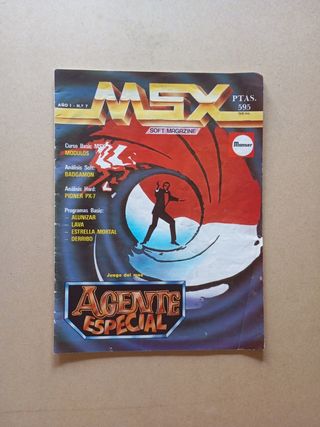 MSX
AÑO I - N.º 7
SOFT MAGAZINE
PTAS.
595
Manser
Curso Basic MSX:
MODULOS
Análisis Soft:
BADGAMON
Análisis Hard:
PIONER PX-7
Programas Basic:
- ALUNIZAR
- LAVA
- ESTRELLA MORTAL
- DERRIBO
Juego del mes
AGENTE
ESPECIAL